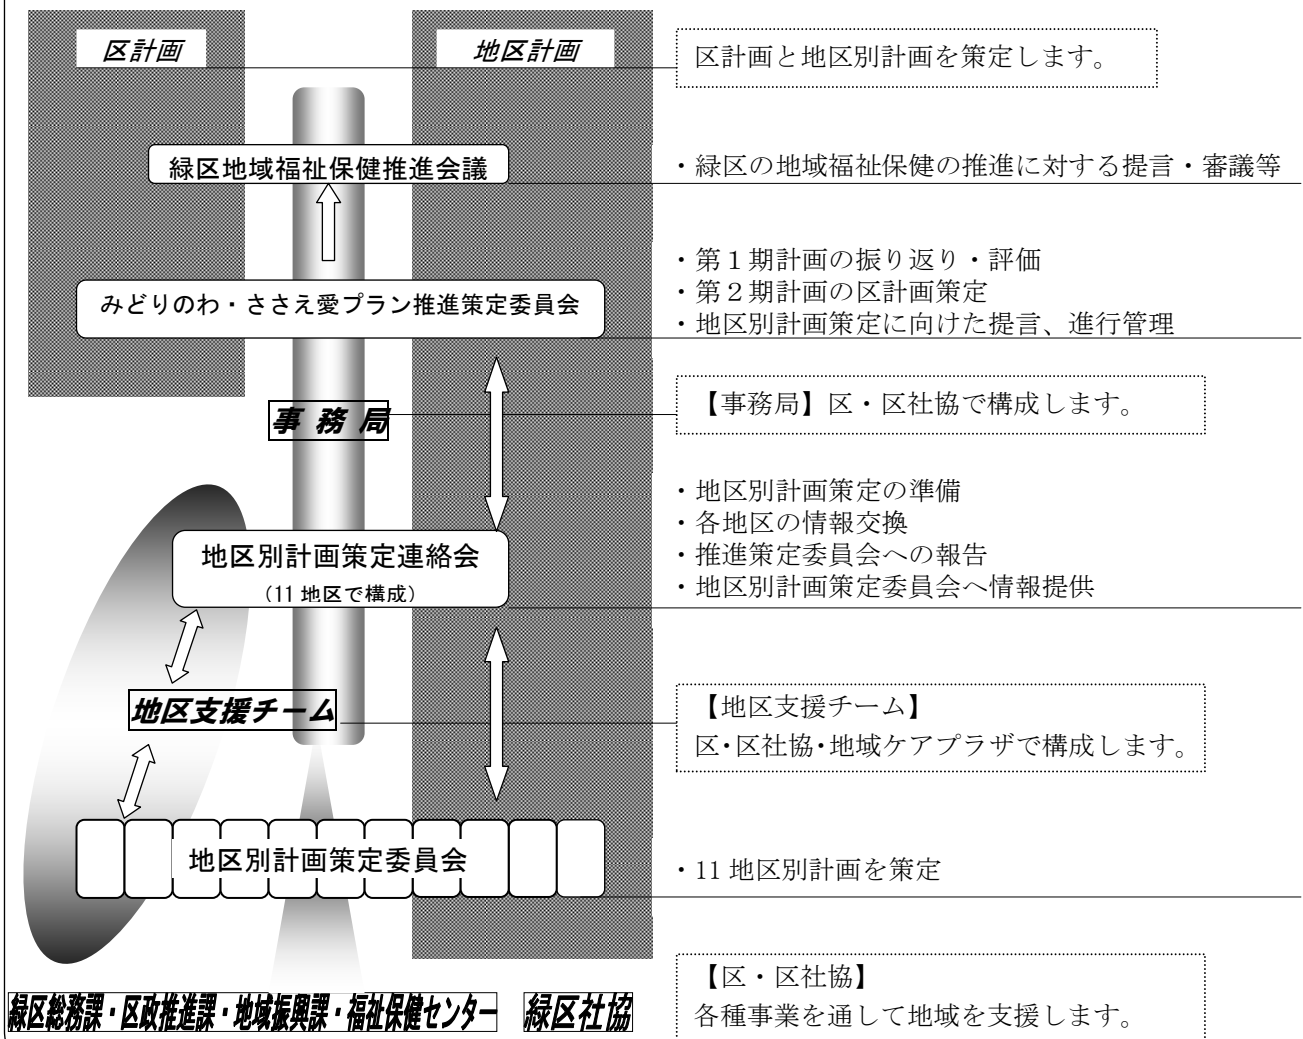 区計画
地区計画
区計画と地区別計画を策定します。
緑区地域福祉保健推進会議
・緑区の地域福祉保健の推進に対する提言・審議等
みどりのわ・ささえ愛プラン推進策定委員会
・第１期計画の振り返り・評価
・第２期計画の区計画策定
・地区別計画策定に向けた提言、進行管理
事務局
【事務局】区・区社協で構成します。
地区別計画策定連絡会
(11 地区で構成)
・地区別計画策定の準備
・各地区の情報交換
・推進策定委員会への報告
・地区別計画策定委員会へ情報提供
地区支援チーム
【地区支援チーム】
区・区社協・地域ケアプラザで構成します。
地区別計画策定委員会
・11 地区別計画を策定
【区・区社協】
各種事業を通して地域を支援します。
緑区総務課・区政推進課・地域振興課・福祉保健センター
緑区社協